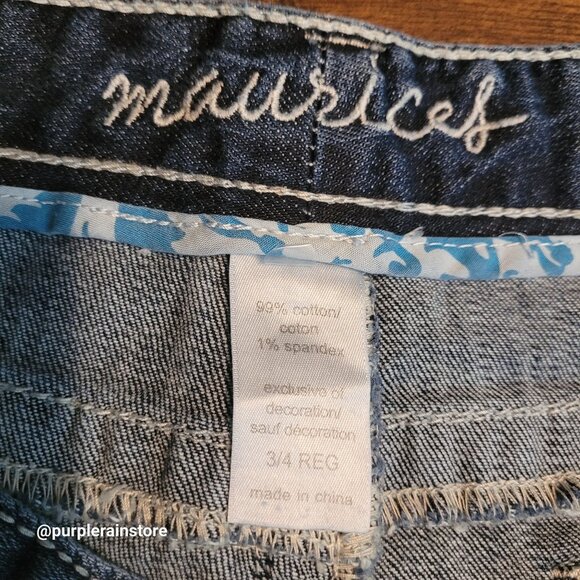 maurices
99% cotton/
coton
1% spandex
exclusive of
decoration/
sauf décoration
3/4 REG
made in china
@purplerainstore